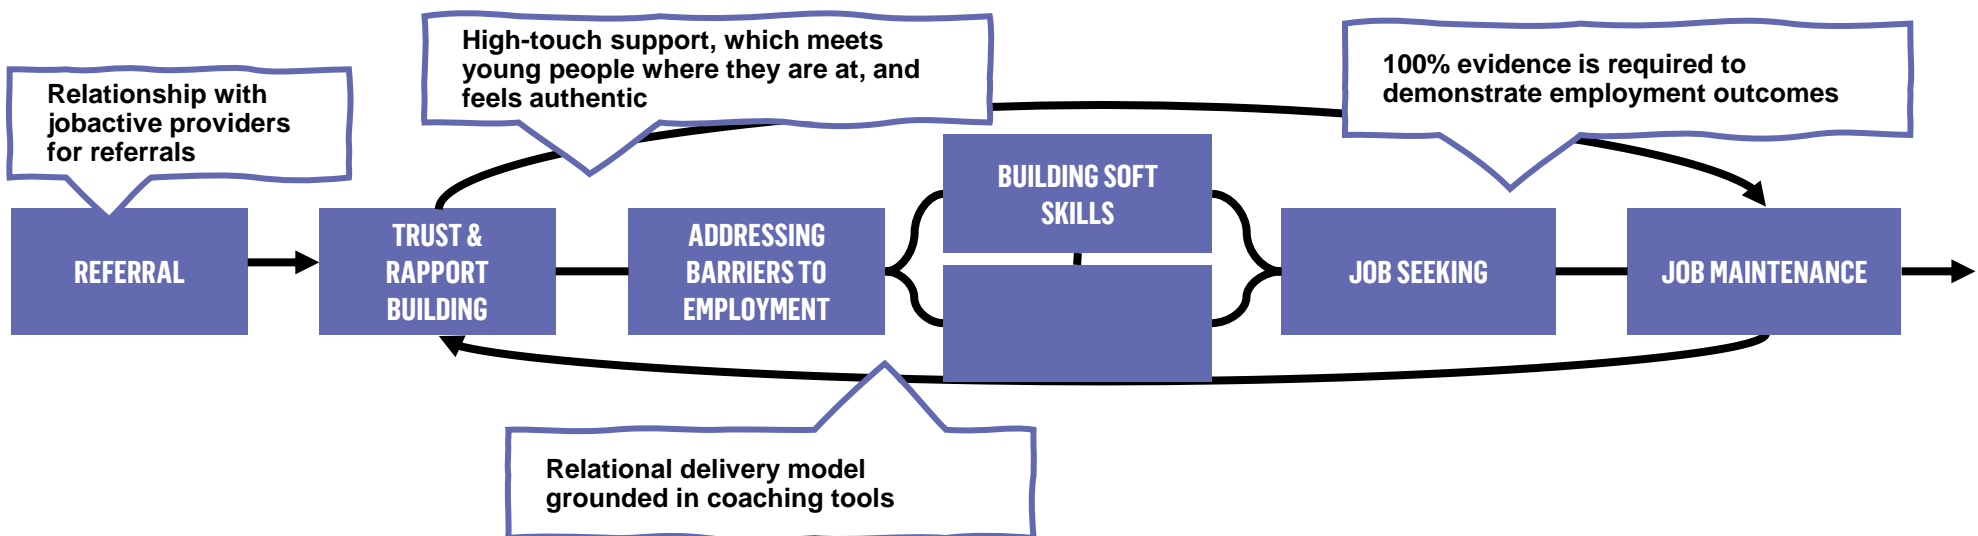 High-touch support, which meets
young people where they are at, and
feels authentic
100% evidence is required to
demonstrate employment outcomes
Relationship with
jobactive providers
for referrals
BUILDING SOFT
SKILLS
REFERRAL
TRUST &
RAPPORT
BUILDING
ADDRESSING
BARRIERS TO
EMPLOYMENT
JOB SEEKING
JOB MAINTENANCE
Relational delivery model
grounded in coaching tools